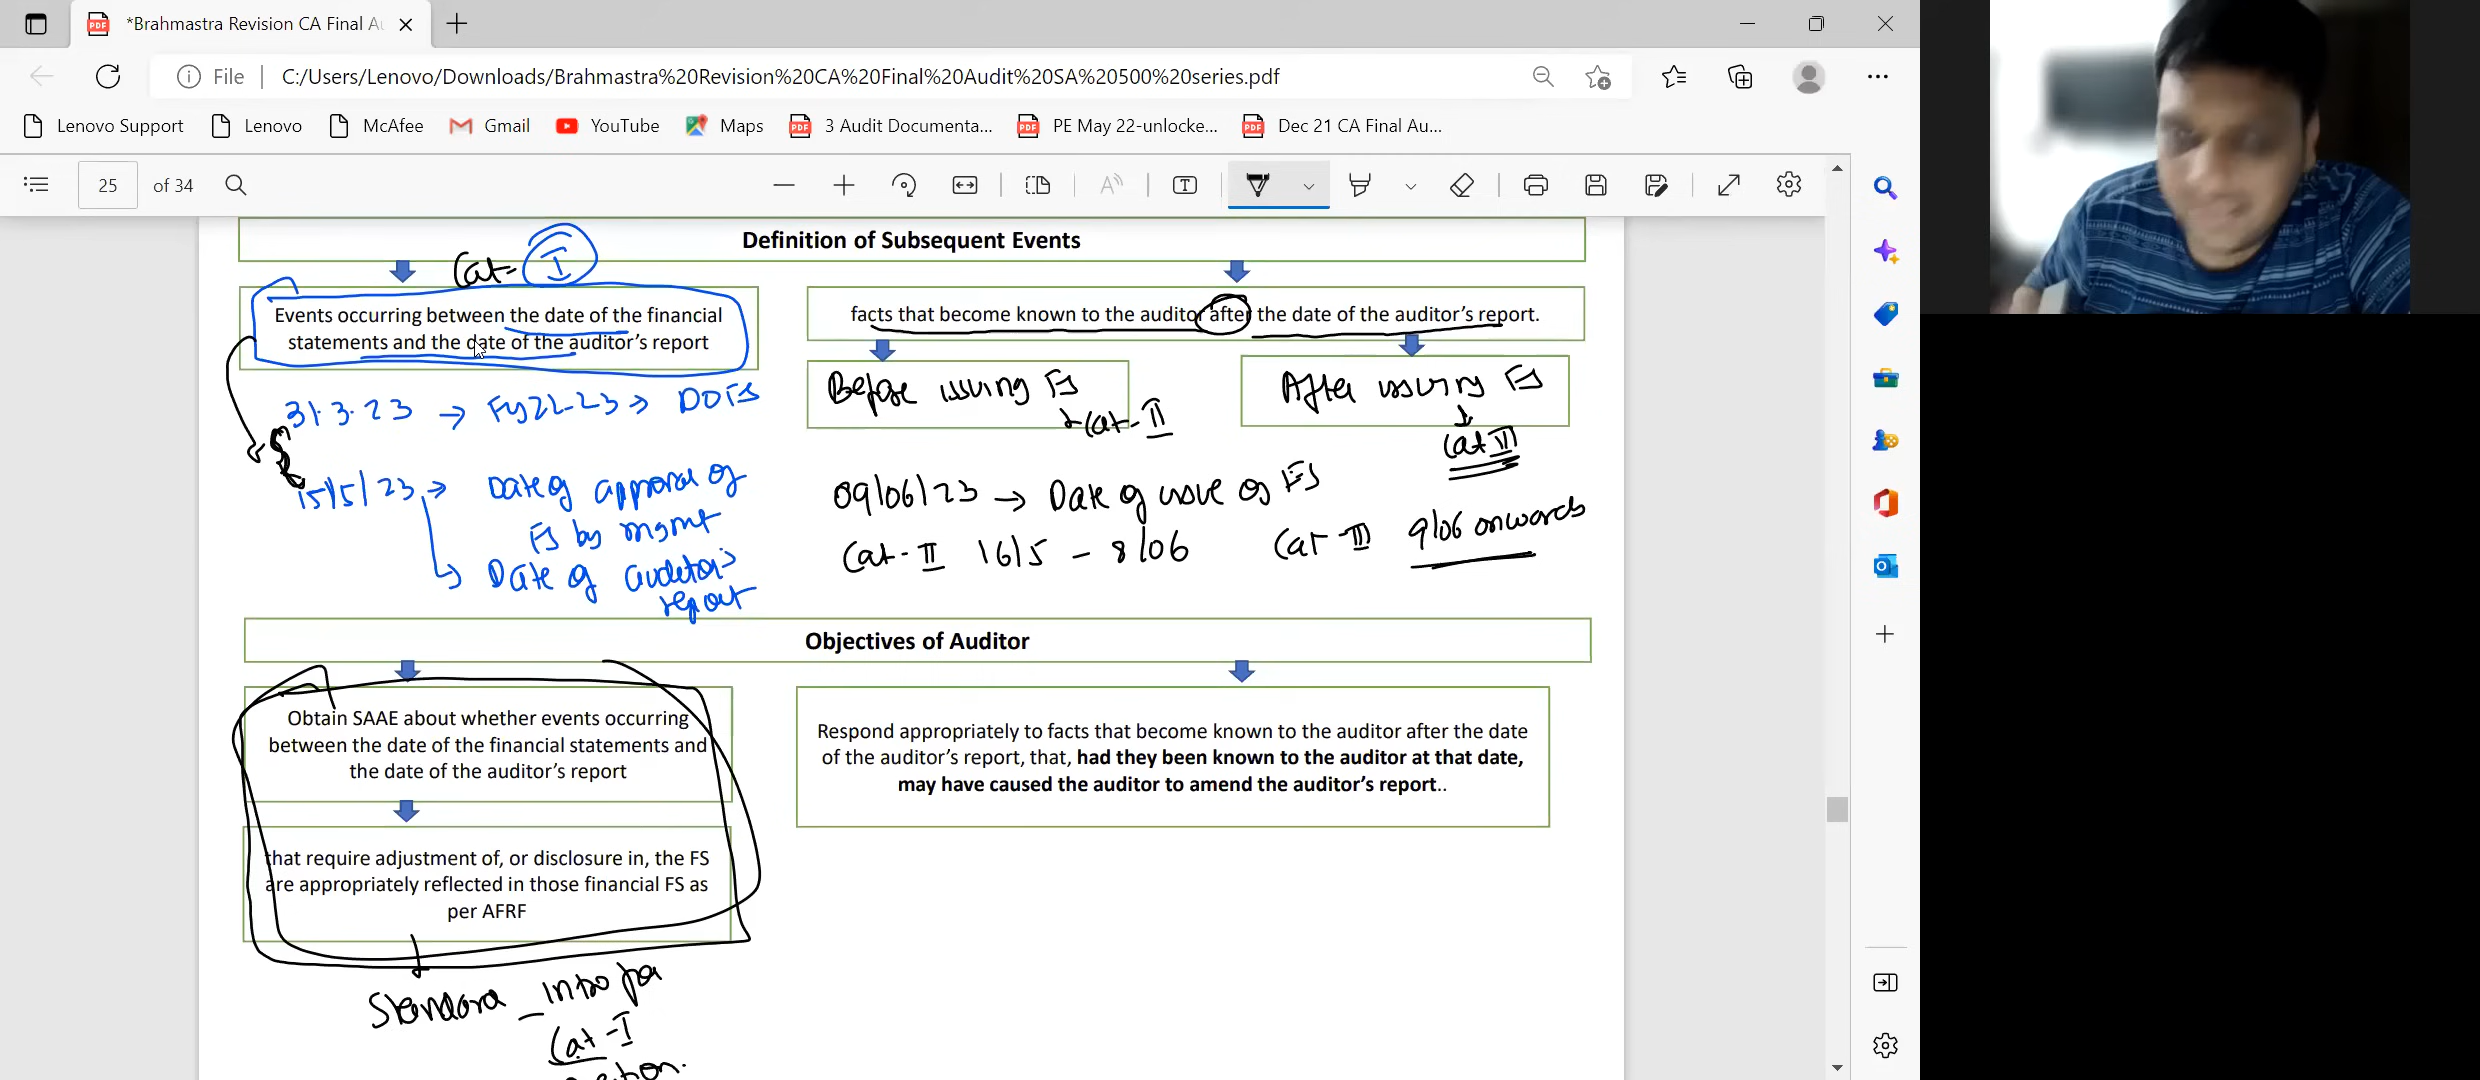 *Brahmastra Revision CA Final Au
File
C:/Users/Lenovo/Downloads/Brahmastra%20Revision%20CA%20Final%20Audit%20SA%20500%20series.pdf
Lenovo Support
Lenovo
McAfee
Gmail
YouTube
Maps
3 Audit Documenta...
PE May 22-unlocke...
Dec 21 CA Final Au...
25 of 34
Definition of Subsequent Events
Cat- I
Events occurring between the date of the financial
statements and the date of the auditor's report
facts that become known to the auditor after the date of the auditor's report.
Before issuing FS
→ Cat- II
After issuing FS
Cat III
31.3.23 → FY22-23 → DOFS
15/5/23 → Date of approval of
FS by mgmt
→ Date of auditor's
report
09/06/23 → Date of issue of FS
Cat- II 16/5 - 8/06
Cat- III 9/06 onwards
Objectives of Auditor
Obtain SAAE about whether events occurring
between the date of the financial statements and
the date of the auditor's report
that require adjustment of, or disclosure in, the FS
are appropriately reflected in those financial FS as
per AFRF
Respond appropriately to facts that become known to the auditor after the date
of the auditor's report, that, had they been known to the auditor at that date,
may have caused the auditor to amend the auditor's report..
Standard - intro
Cat - I